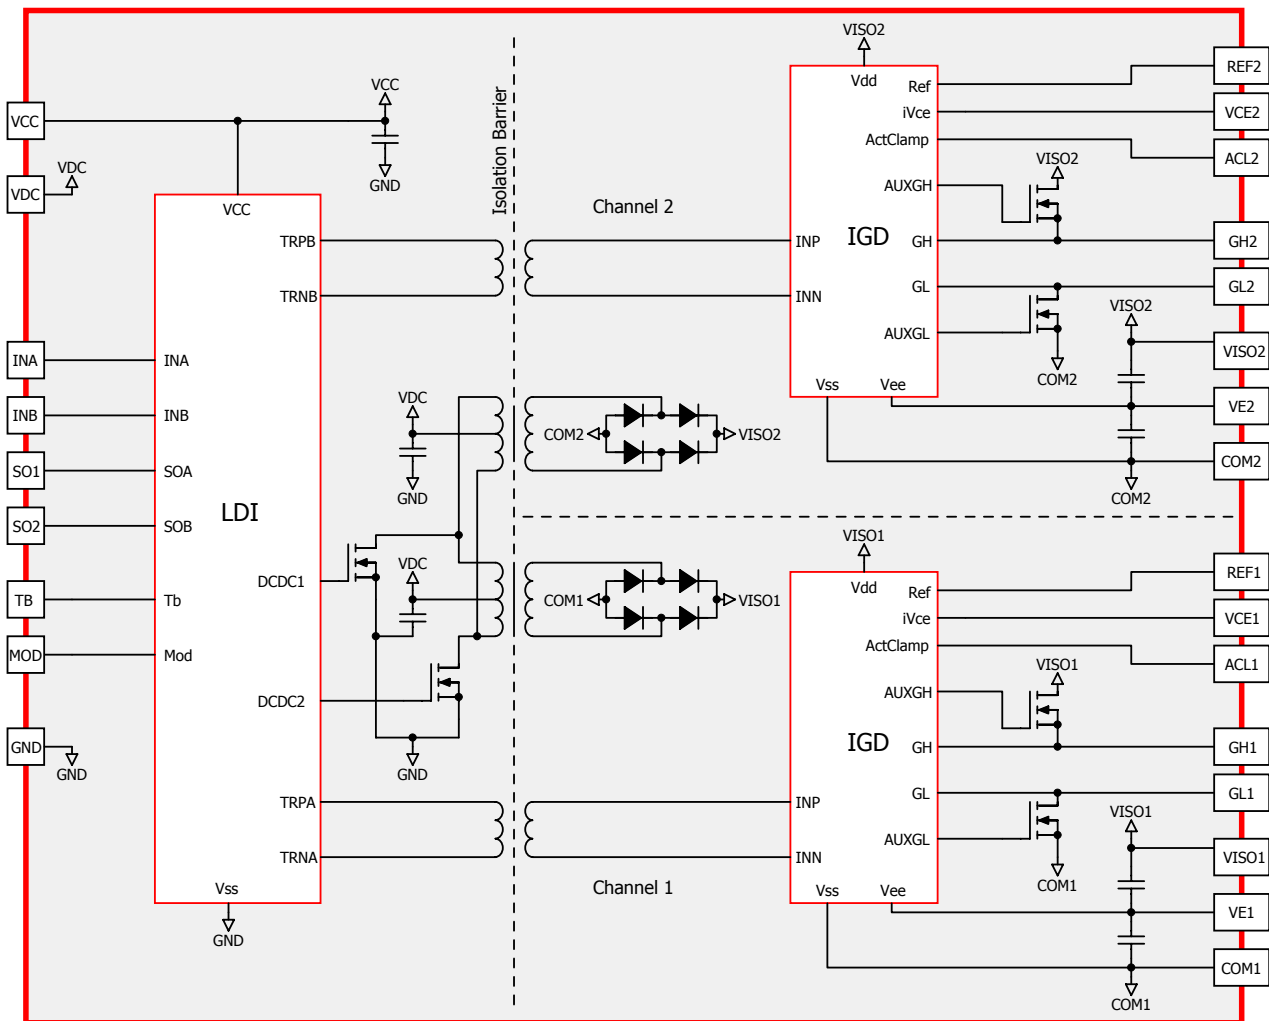 VISO2
REF2
Vdd
Ref
VCC
iVce
VCE2
VCC
ActClamp
ACL2
VISO2
GND
VDC
VDC
AUXGH
VCC
Isolation Barrier
Channel 2
IGD
TRPB
INP
GH
GH2
TRNB
INN
GL
GL2
VISO2
AUXGL
VISO2
INA
INA
COM2
Vss
Vee
VDC
VE2
INB
INB
COM2
VISO2
SO1
SOA
COM2
GND
COM2
LDI
SO2
SOB
VISO1
VDC
REF1
DCDC1
Vdd
Ref
TB
Tb
COM1
VISO1
iVce
VCE1
MOD
Mod
ActClamp
ACL1
VISO1
DCDC2
AUXGH
IGD
GND
GH
GH1
GND
GND
TRPA
INP
GL
GL1
VISO1
AUXGL
TRNA
INN
VISO1
COM1
Vss
Channel 1
Vss
Vee
VE1
GND
COM1
COM1